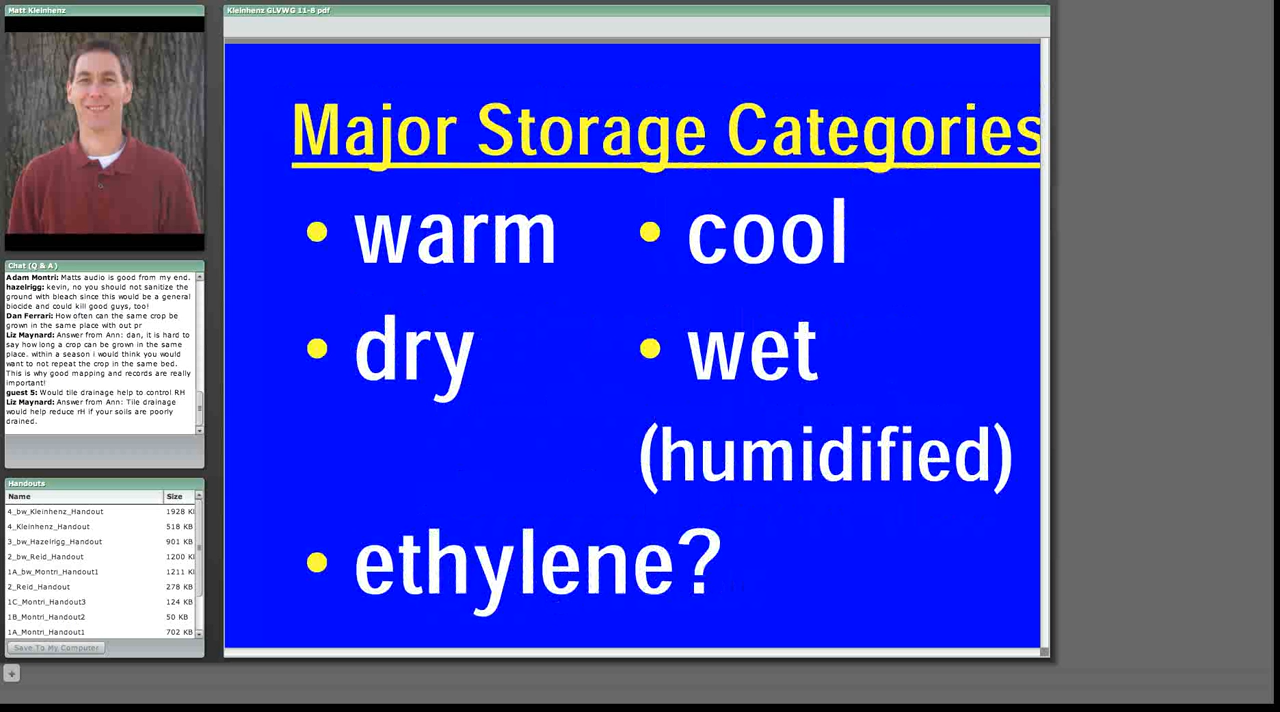 Matt Kleinhenz
Chat (Q & A)
Adam Montri: Matts audio is good from my end.
hazelrigg: kevin, no you should not sanitize the
ground with bleach since this would be a general
biocide and could kill good guys, too!
Dan Ferrari: How often can the same crop be
grown in the same place with out pr
Liz Maynard: Answer from Ann: dan, it is hard to
say how long a crop can be grown in the same
place. within a season i would think you would
want to not repeat the crop in the same bed.
This is why good mapping and records are really
important!
guest 5: Would tile drainage help to control RH
Liz Maynard: Answer from Ann: Tile drainage
would help reduce rH if your soils are poorly
drained.
Handouts
Name Size
4_bw_Kleinhenz_Handout 1928 K
4_Kleinhenz_Handout 518 KB
3_bw_Hazelrigg_Handout 901 KB
2_bw_Reid_Handout 1200 K
1A_bw_Montri_Handout1 1211 K
2_Reid_Handout 278 KB
1C_Montri_Handout3 124 KB
1B_Montri_Handout2 50 KB
1A_Montri_Handout1 702 KB
Save To My Computer
Kleinhenz GLVWG 11-8 pdf
Major Storage Categories
• warm • cool
• dry • wet
(humidified)
• ethylene?